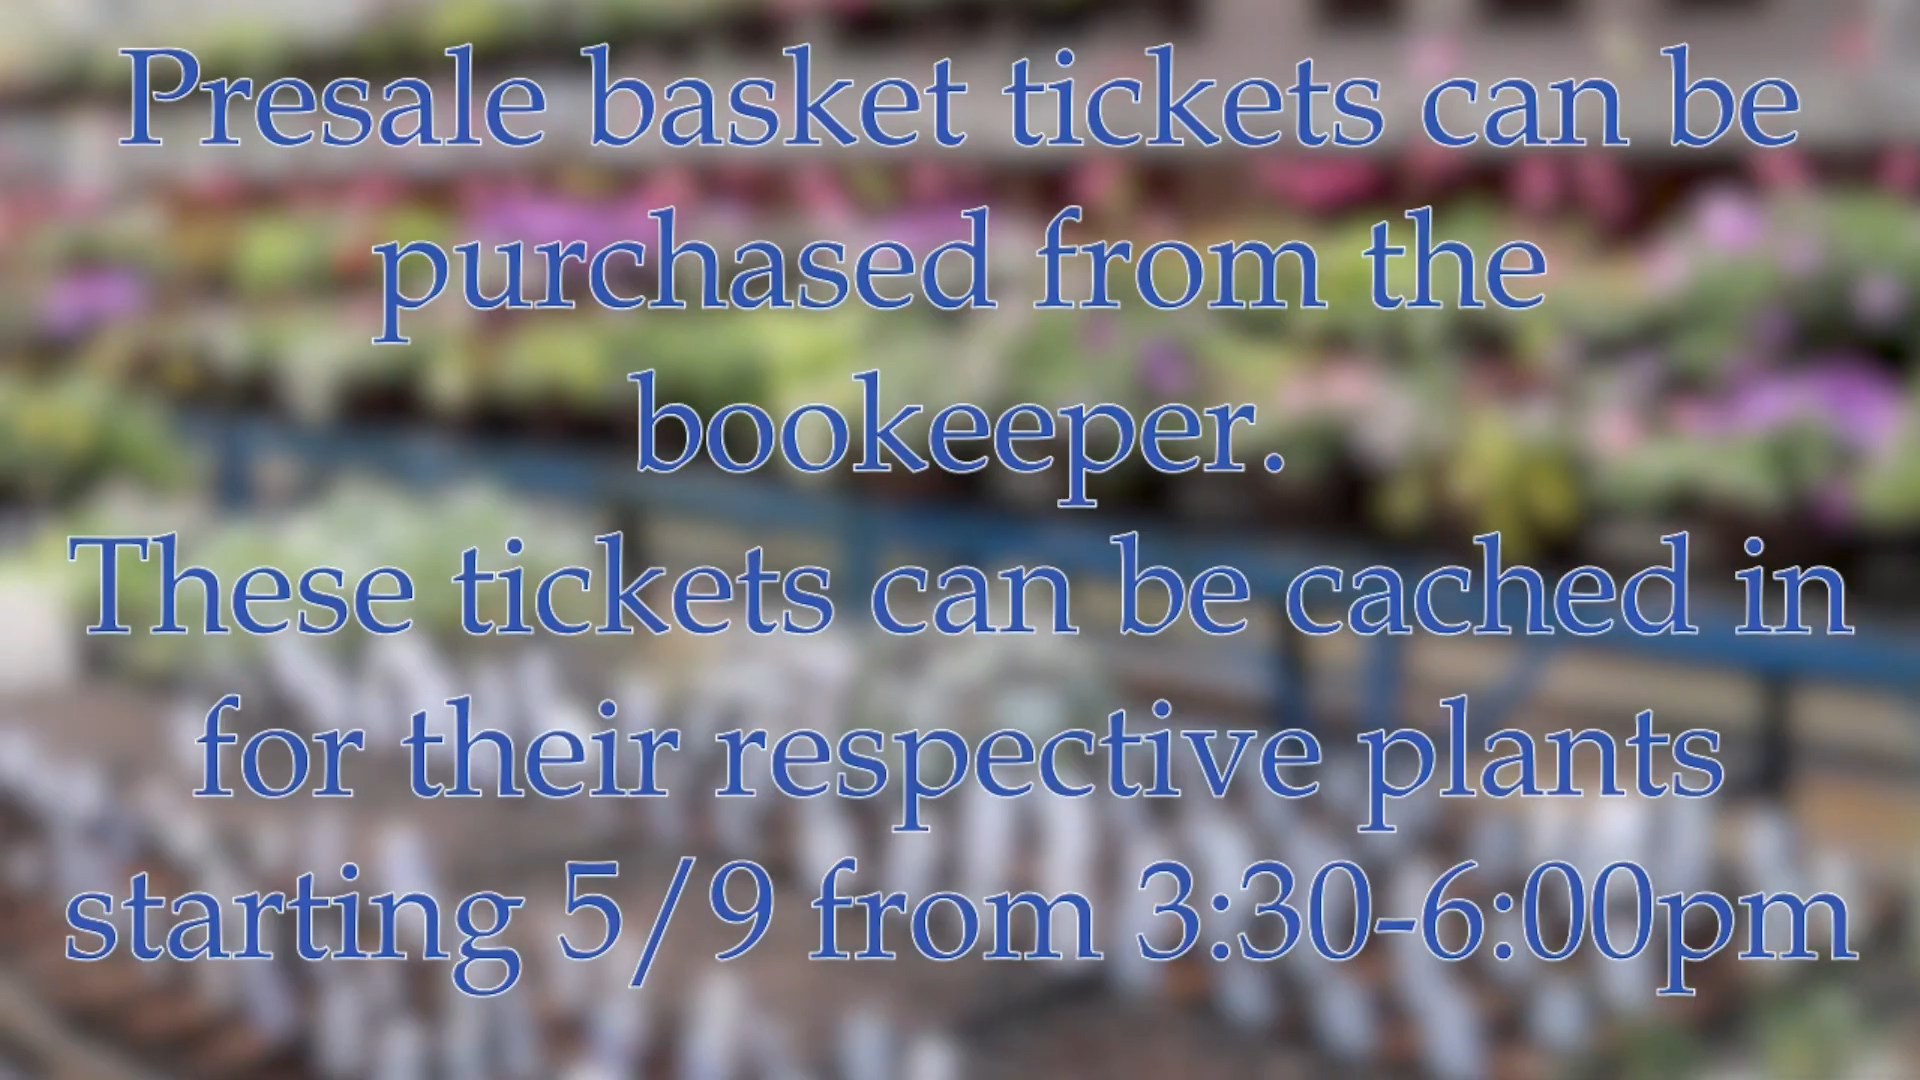 Presale basket tickets can be
purchased from the
bookeeper.
These tickets can be cached in
for their respective plants
starting 5/9 from 3:30-6:00pm